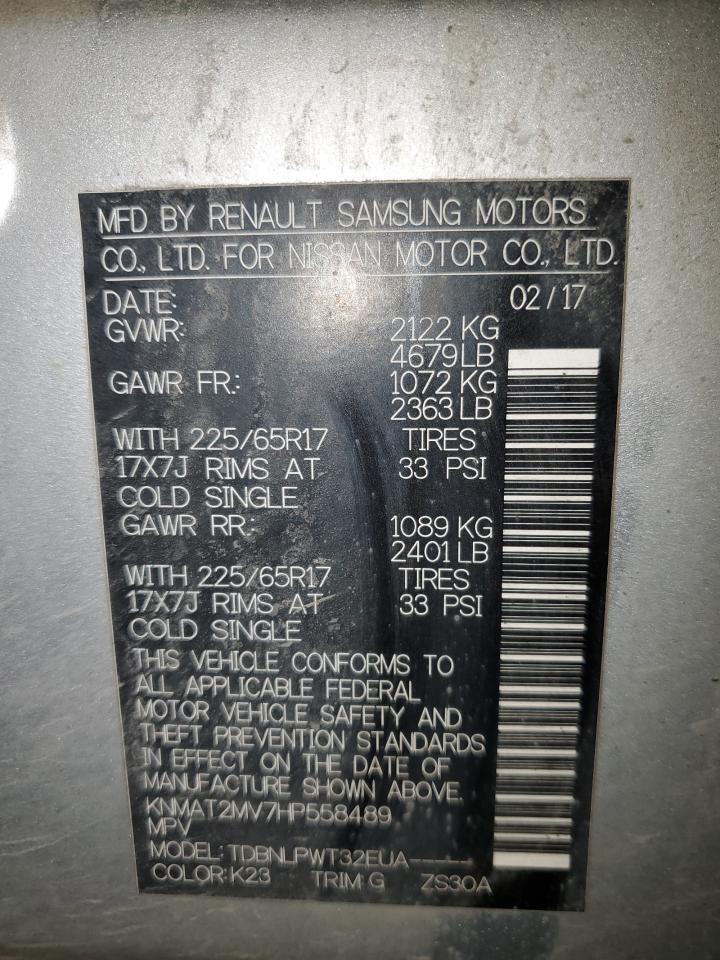 MFD BY RENAULT SAMSUNG MOTORS
CO., LTD. FOR NISSAN MOTOR CO., LTD.
DATE: 02/17
GVWR: 2122 KG
4679 LB
GAWR FR.: 1072 KG
2363 LB
WITH 225/65R17 TIRES
17X7J RIMS AT 33 PSI
COLD SINGLE
GAWR RR.: 1089 KG
2401 LB
WITH 225/65R17 TIRES
17X7J RIMS AT 33 PSI
COLD SINGLE
THIS VEHICLE CONFORMS TO
ALL APPLICABLE FEDERAL
MOTOR VEHICLE SAFETY AND
THEFT PREVENTION STANDARDS
IN EFFECT ON THE DATE OF
MANUFACTURE SHOWN ABOVE.
KNMAT2MV7HP558489
MPV
MODEL: TDBNLPWT32EUA-----
COLOR: K23 TRIM: G ZS30A